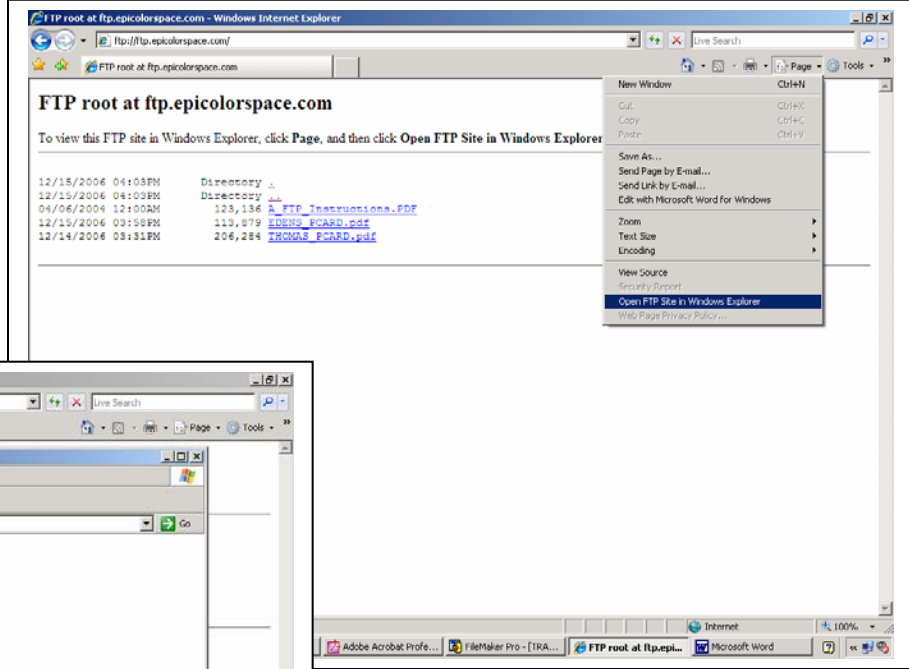 FTP root at ftp.epicolorspace.com - Windows Internet Explorer
ftp://ftp.epicolorspace.com/
Live Search
FTP root at ftp.epicolorspace.com
Page Tools
FTP root at ftp.epicolorspace.com
To view this FTP site in Windows Explorer, click Page, and then click Open FTP Site in Windows Explorer
12/15/2006 04:03PM Directory .
12/15/2006 04:03PM Directory ..
04/06/2004 12:00AM 123,136 A_FTP_Instructions.PDF
12/15/2006 03:58PM 113,879 EDENS_PCARD.pdf
12/14/2006 03:31PM 206,284 THOMAS_PCARD.pdf
New Window Ctrl+N
Cut Ctrl+X
Copy Ctrl+C
Paste Ctrl+V
Save As...
Send Page by E-mail...
Send Link by E-mail...
Edit with Microsoft Word for Windows
Zoom
Text Size
Encoding
View Source
Security Report
Open FTP Site in Windows Explorer
Web Page Privacy Policy...
Live Search
Page Tools
Go
Internet 100%
Adobe Acrobat Profe... FileMaker Pro - [TRA... FTP root at ftp.epi... Microsoft Word